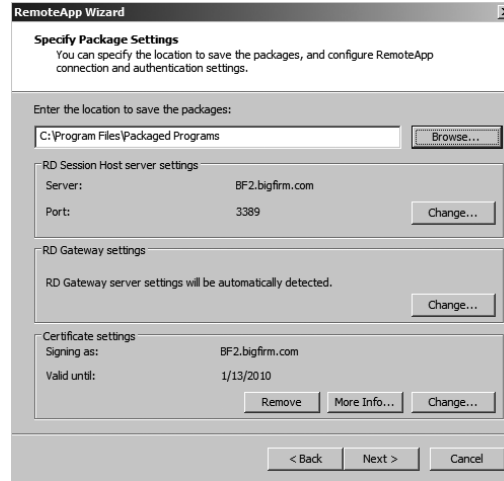 RemoteApp Wizard
Specify Package Settings
You can specify the location to save the packages, and configure RemoteApp
connection and authentication settings.
Enter the location to save the packages:
C:\Program Files\Packaged Programs
Browse...
RD Session Host server settings
Server: BF2.bigfirm.com
Port: 3389
Change...
RD Gateway settings
RD Gateway server settings will be automatically detected.
Change...
Certificate settings
Signing as: BF2.bigfirm.com
Valid until: 1/13/2010
Remove More Info... Change...
< Back Next > Cancel